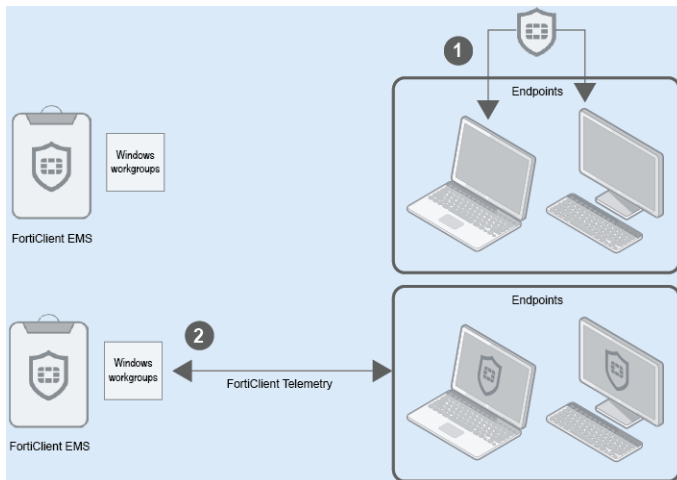 1
Endpoints
Windows
workgroups
FortiClient EMS
Endpoints
2
Windows
workgroups
FortiClient Telemetry
FortiClient EMS